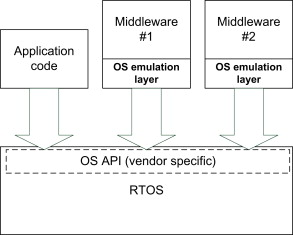 Application
code
Middleware
#1
OS emulation
layer
Middleware
#2
OS emulation
layer
OS API (vendor specific)
RTOS